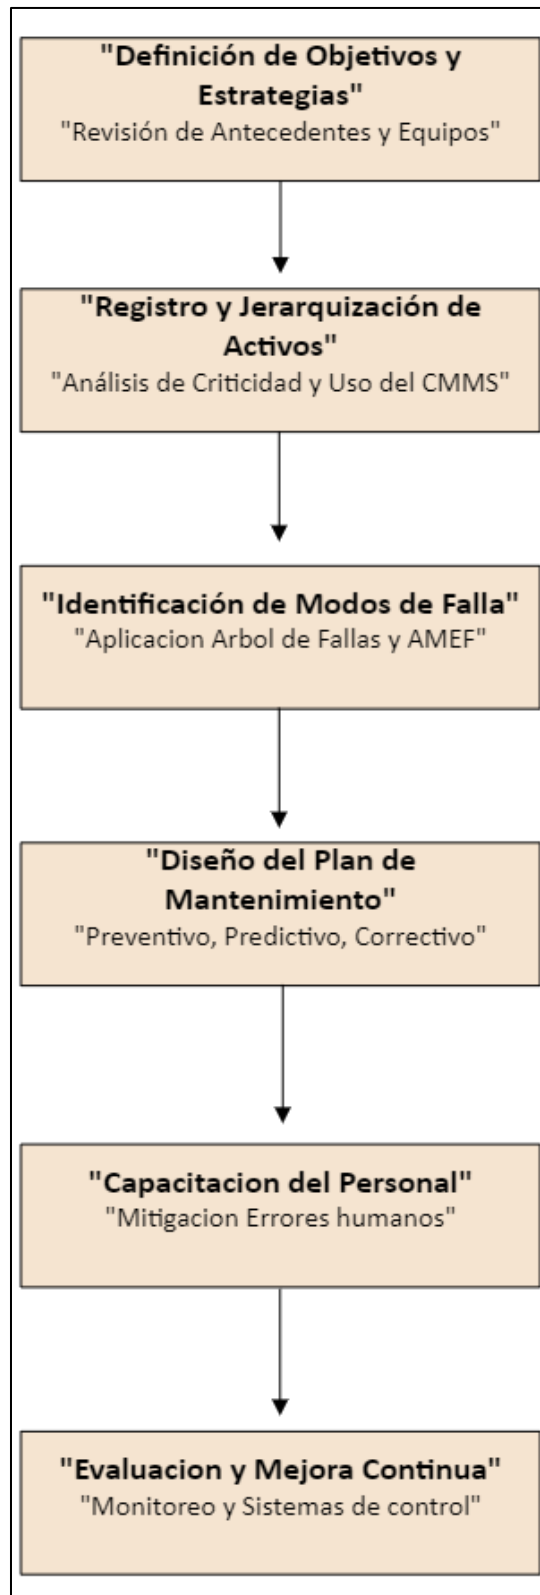 "Definición de Objetivos y
Estrategias"
"Revisión de Antecedentes y Equipos"
"Registro y Jerarquización de
Activos"
"Análisis de Criticidad y Uso del CMMS"
"Identificación de Modos de Falla"
"Aplicacion Arbol de Fallas y AMEF"
"Diseño del Plan de
Mantenimiento"
"Preventivo, Predictivo, Correctivo"
"Capacitacion del Personal"
"Mitigacion Errores humanos"
"Evaluacion y Mejora Continua"
"Monitoreo y Sistemas de control"